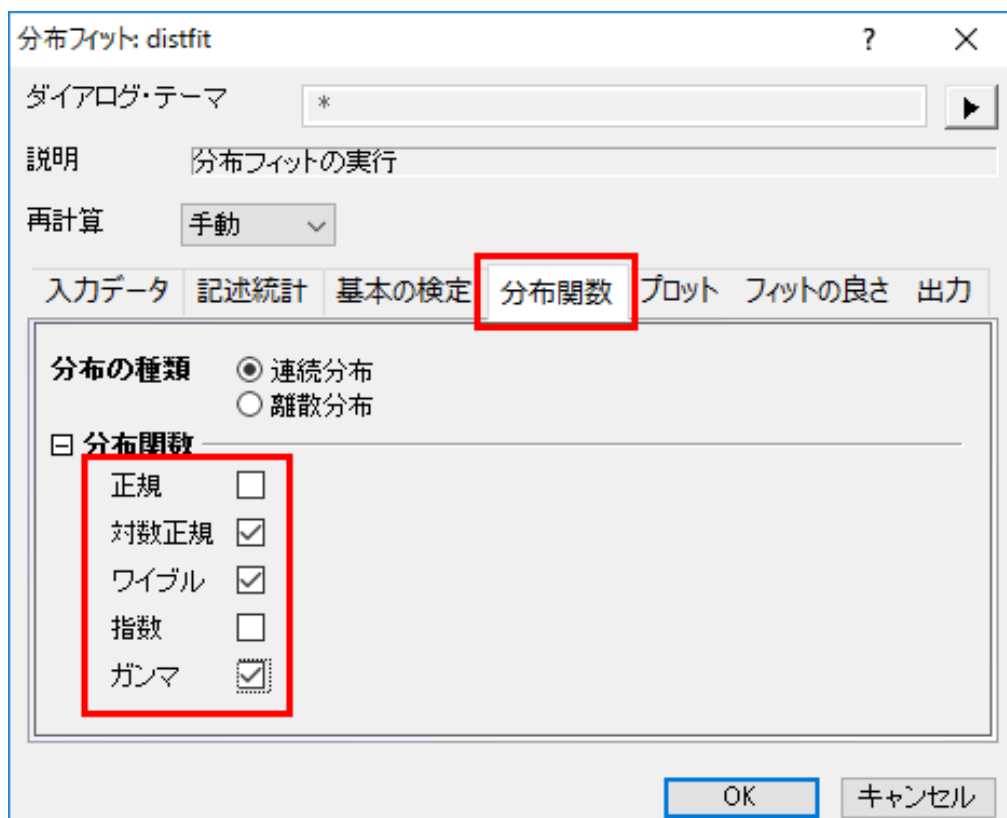 分布フィット: distfit ? ×
ダイアログ・テーマ *
説明 分布フィットの実行
再計算 手動
入力データ 記述統計 基本の検定 分布関数 プロット フィットの良さ 出力
分布の種類 連続分布
離散分布
分布関数
正規
対数正規
ワイブル
指数
ガンマ
OK キャンセル